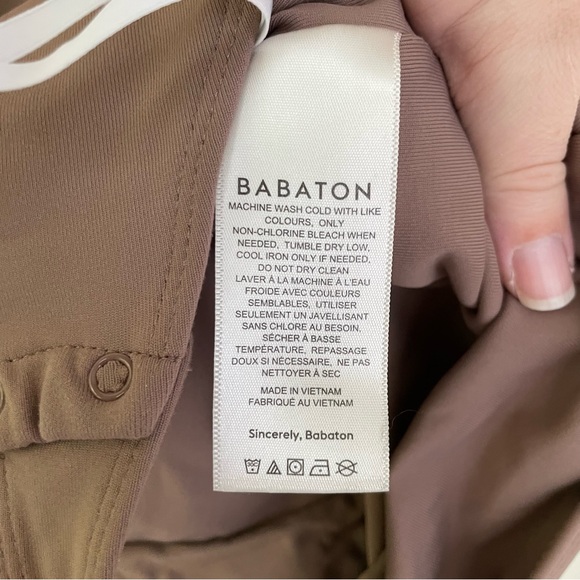 BABATON
MACHINE WASH COLD WITH LIKE
COLOURS, ONLY
NON-CHLORINE BLEACH WHEN
NEEDED, TUMBLE DRY LOW,
COOL IRON ONLY IF NEEDED,
DO NOT DRY CLEAN
LAVER À LA MACHINE À L'EAU
FROIDE AVEC COULEURS
SEMBLABLES, UTILISER
SEULEMENT UN JAVELLISANT
SANS CHLORE AU BESOIN,
SÉCHER À BASSE
TEMPÉRATURE, REPASSAGE
DOUX SI NÉCESSAIRE, NE PAS
NETTOYER À SEC
MADE IN VIETNAM
FABRIQUÉ AU VIETNAM
Sincerely, Babaton